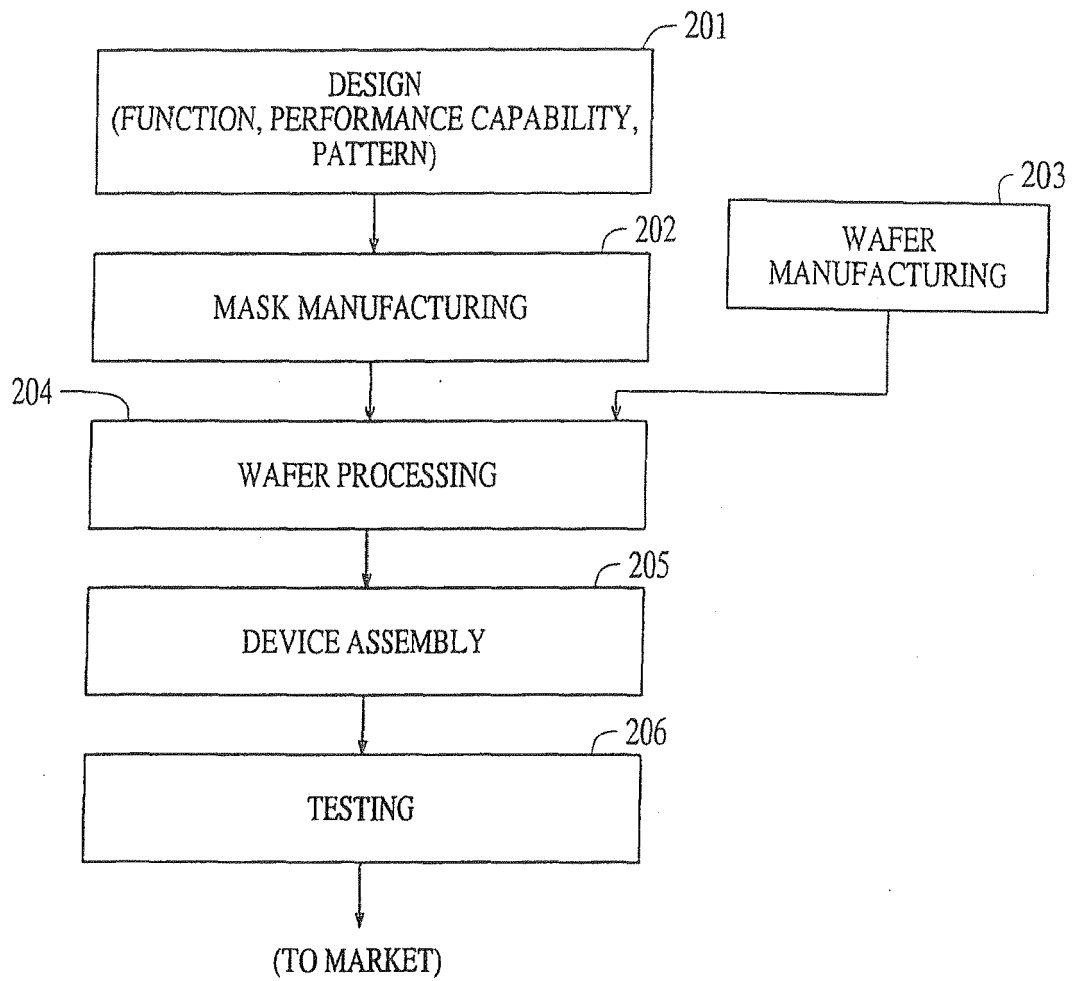 201
DESIGN
(FUNCTION, PERFORMANCE CAPABILITY,
PATTERN)
202
MASK MANUFACTURING
203
WAFER
MANUFACTURING
204
WAFER PROCESSING
205
DEVICE ASSEMBLY
206
TESTING
(TO MARKET)